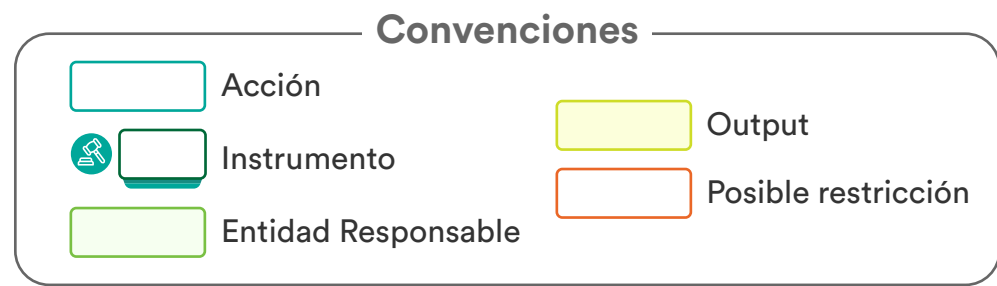 Convenciones
Acción
Instrumento
Entidad Responsable
Output
Posible restricción